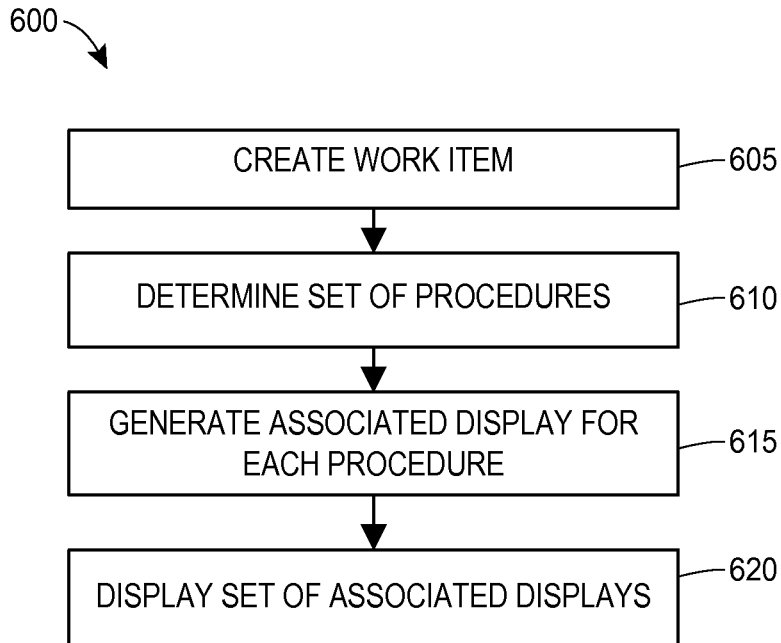 600
CREATE WORK ITEM
605
DETERMINE SET OF PROCEDURES
610
GENERATE ASSOCIATED DISPLAY FOR
EACH PROCEDURE
615
DISPLAY SET OF ASSOCIATED DISPLAYS
620